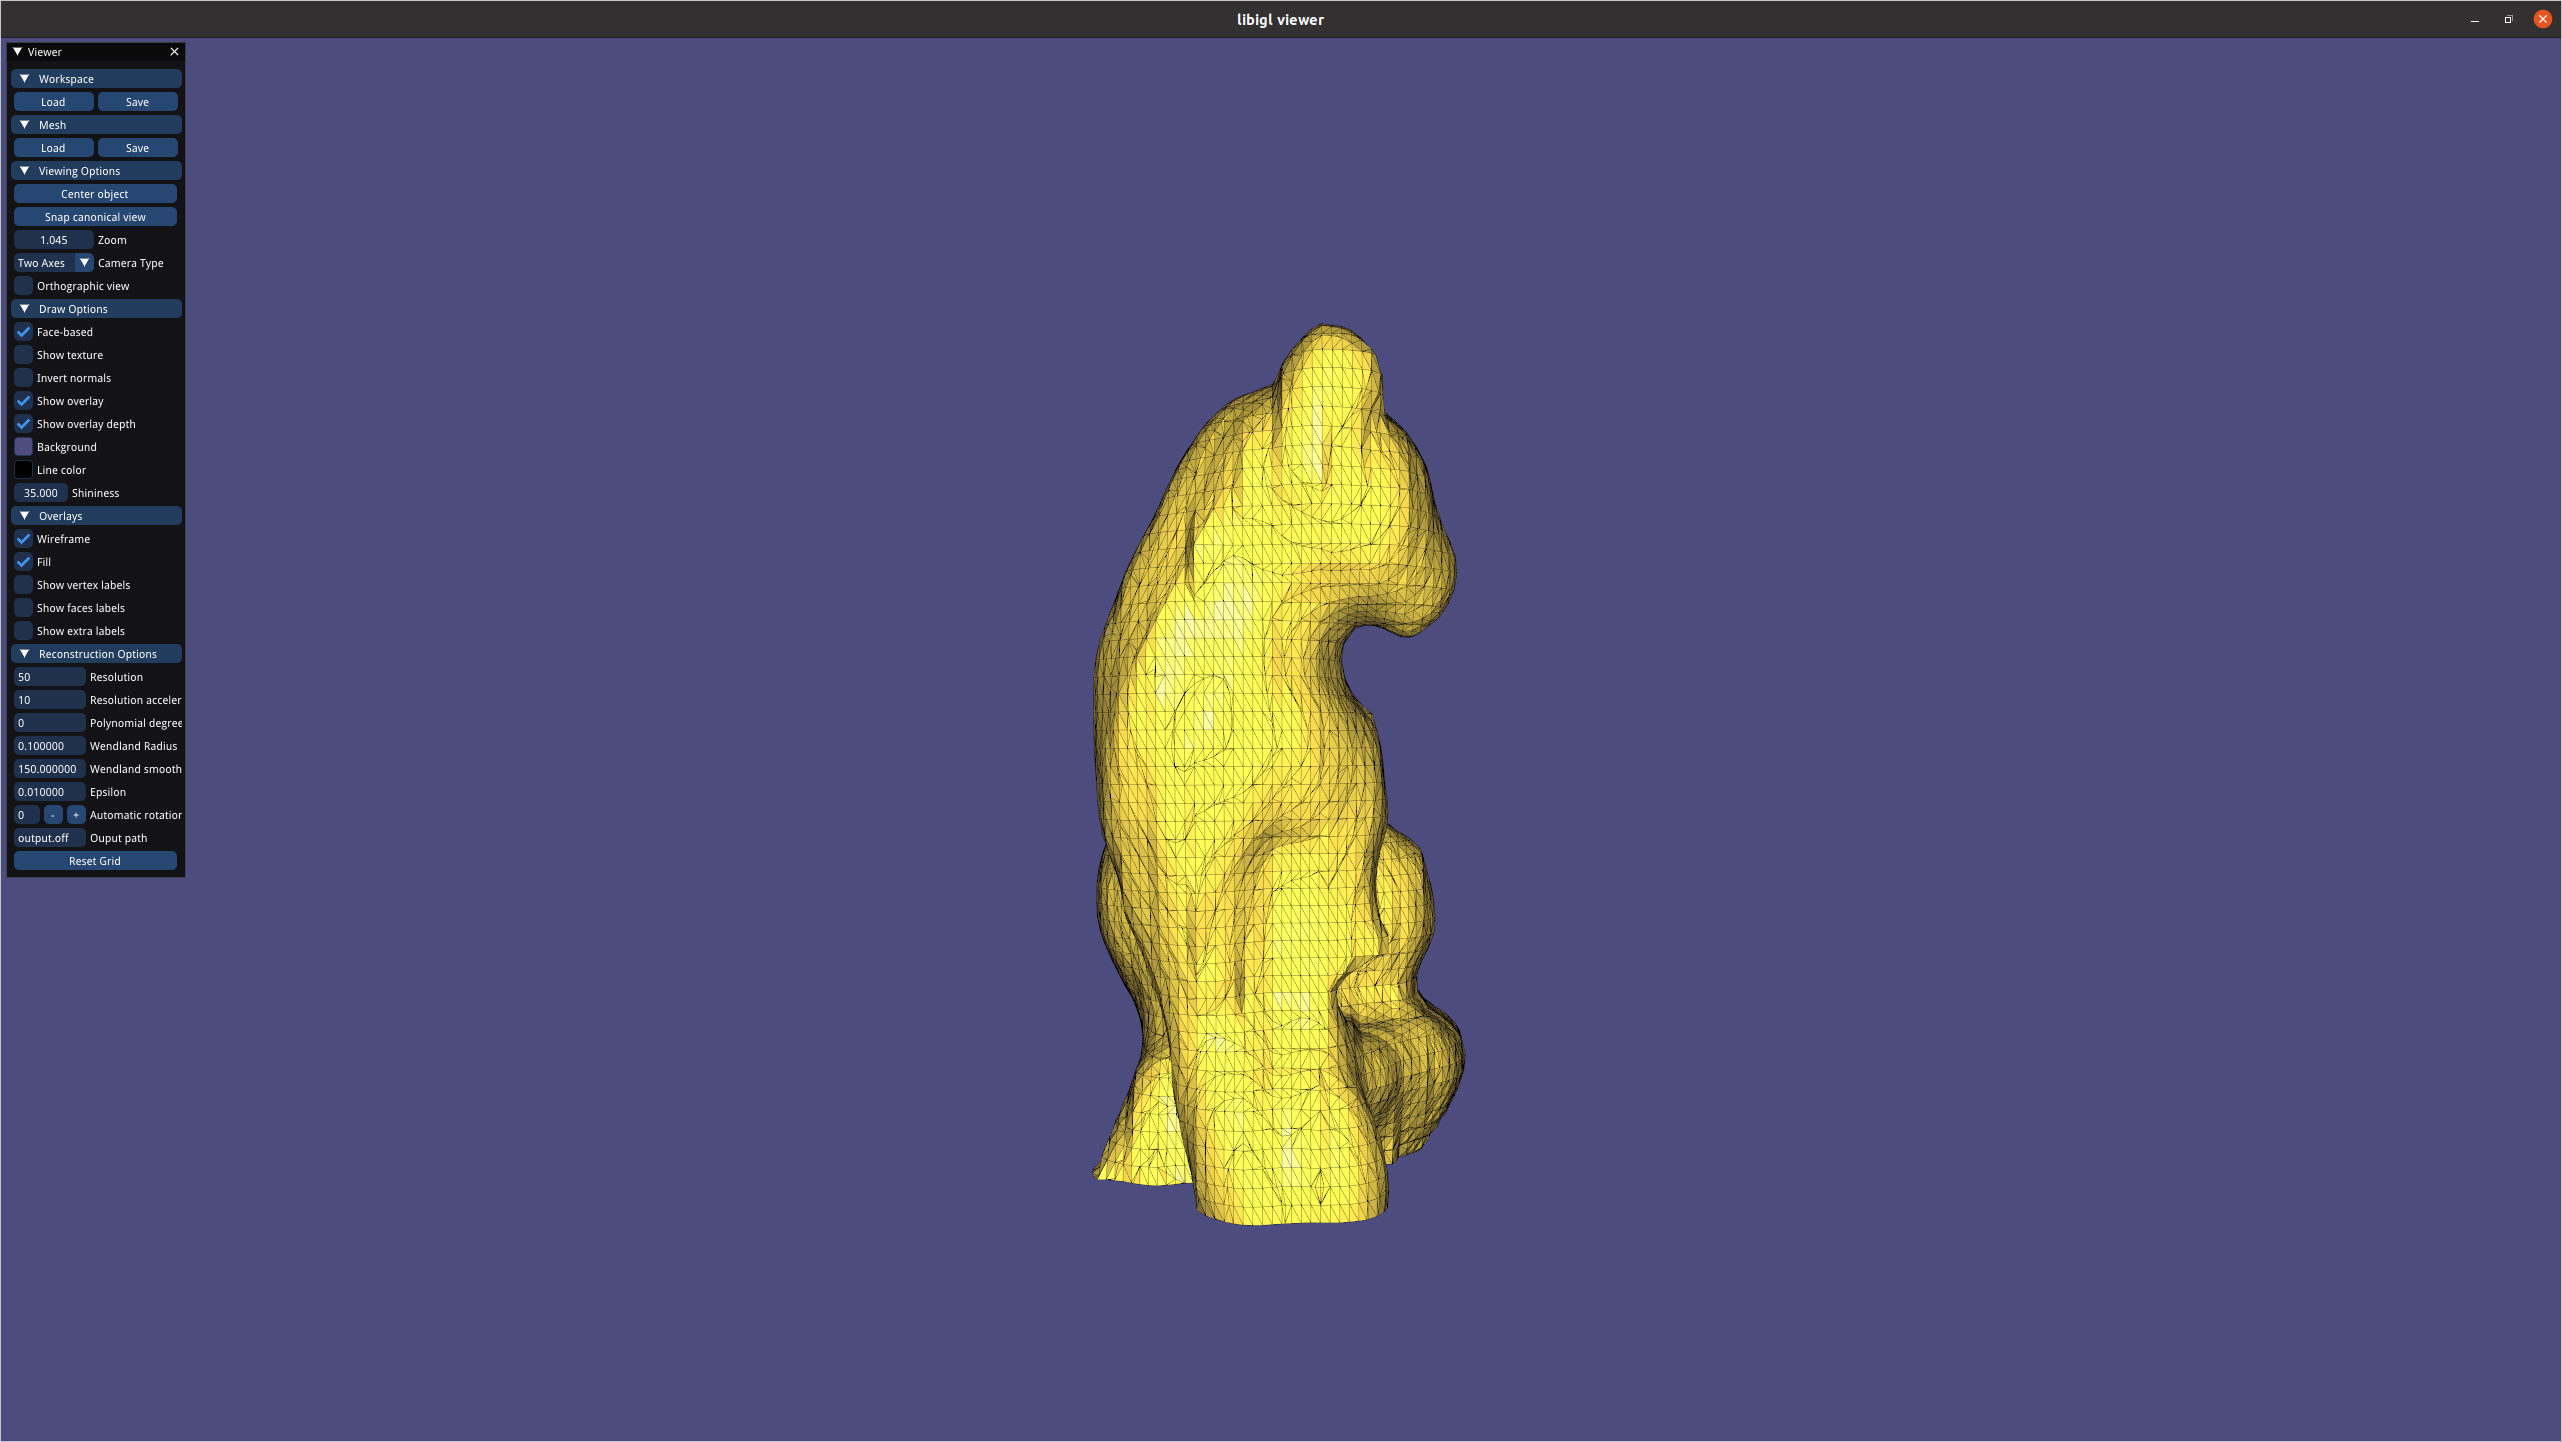 libigl viewer
Viewer
Workspace
Load Save
Mesh
Load Save
Viewing Options
Center object
Snap canonical view
1.045 Zoom
Two Axes Camera Type
Orthographic view
Draw Options
Face-based
Show texture
Invert normals
Show overlay
Show overlay depth
Background
Line color
35.000 Shininess
Overlays
Wireframe
Fill
Show vertex labels
Show faces labels
Show extra labels
Reconstruction Options
50 Resolution
10 Resolution acceler
0 Polynomial degree
0.100000 Wendland Radius
150.000000 Wendland smooth
0.010000 Epsilon
0 - + Automatic rotation
output.off Ouput path
Reset Grid